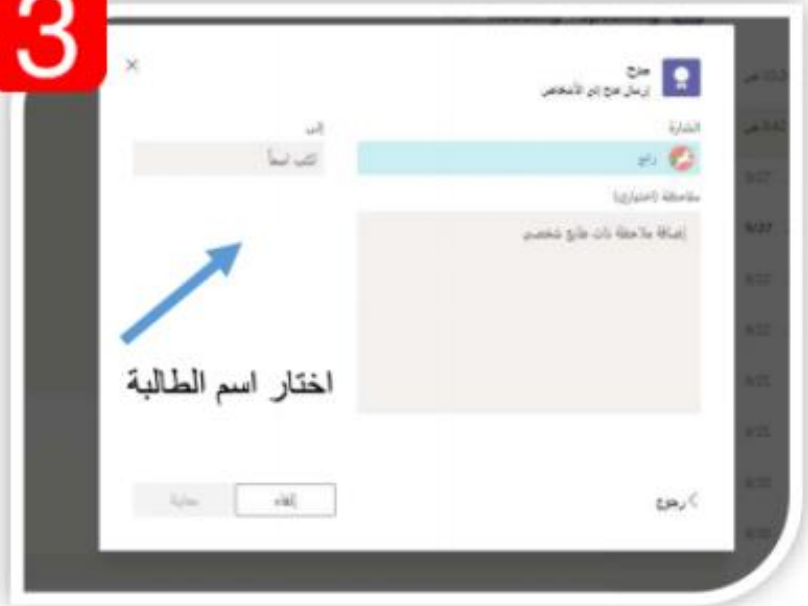 3
مدح
إرسال مدح إلى الأشخاص
الشارة
إلى
رائع
اكتب اسماً
ملاحظة (اختياري)
إضافة ملاحظة ذات طابع شخصي
اختار اسم الطالبة
رجوع
إلغاء
معاينة